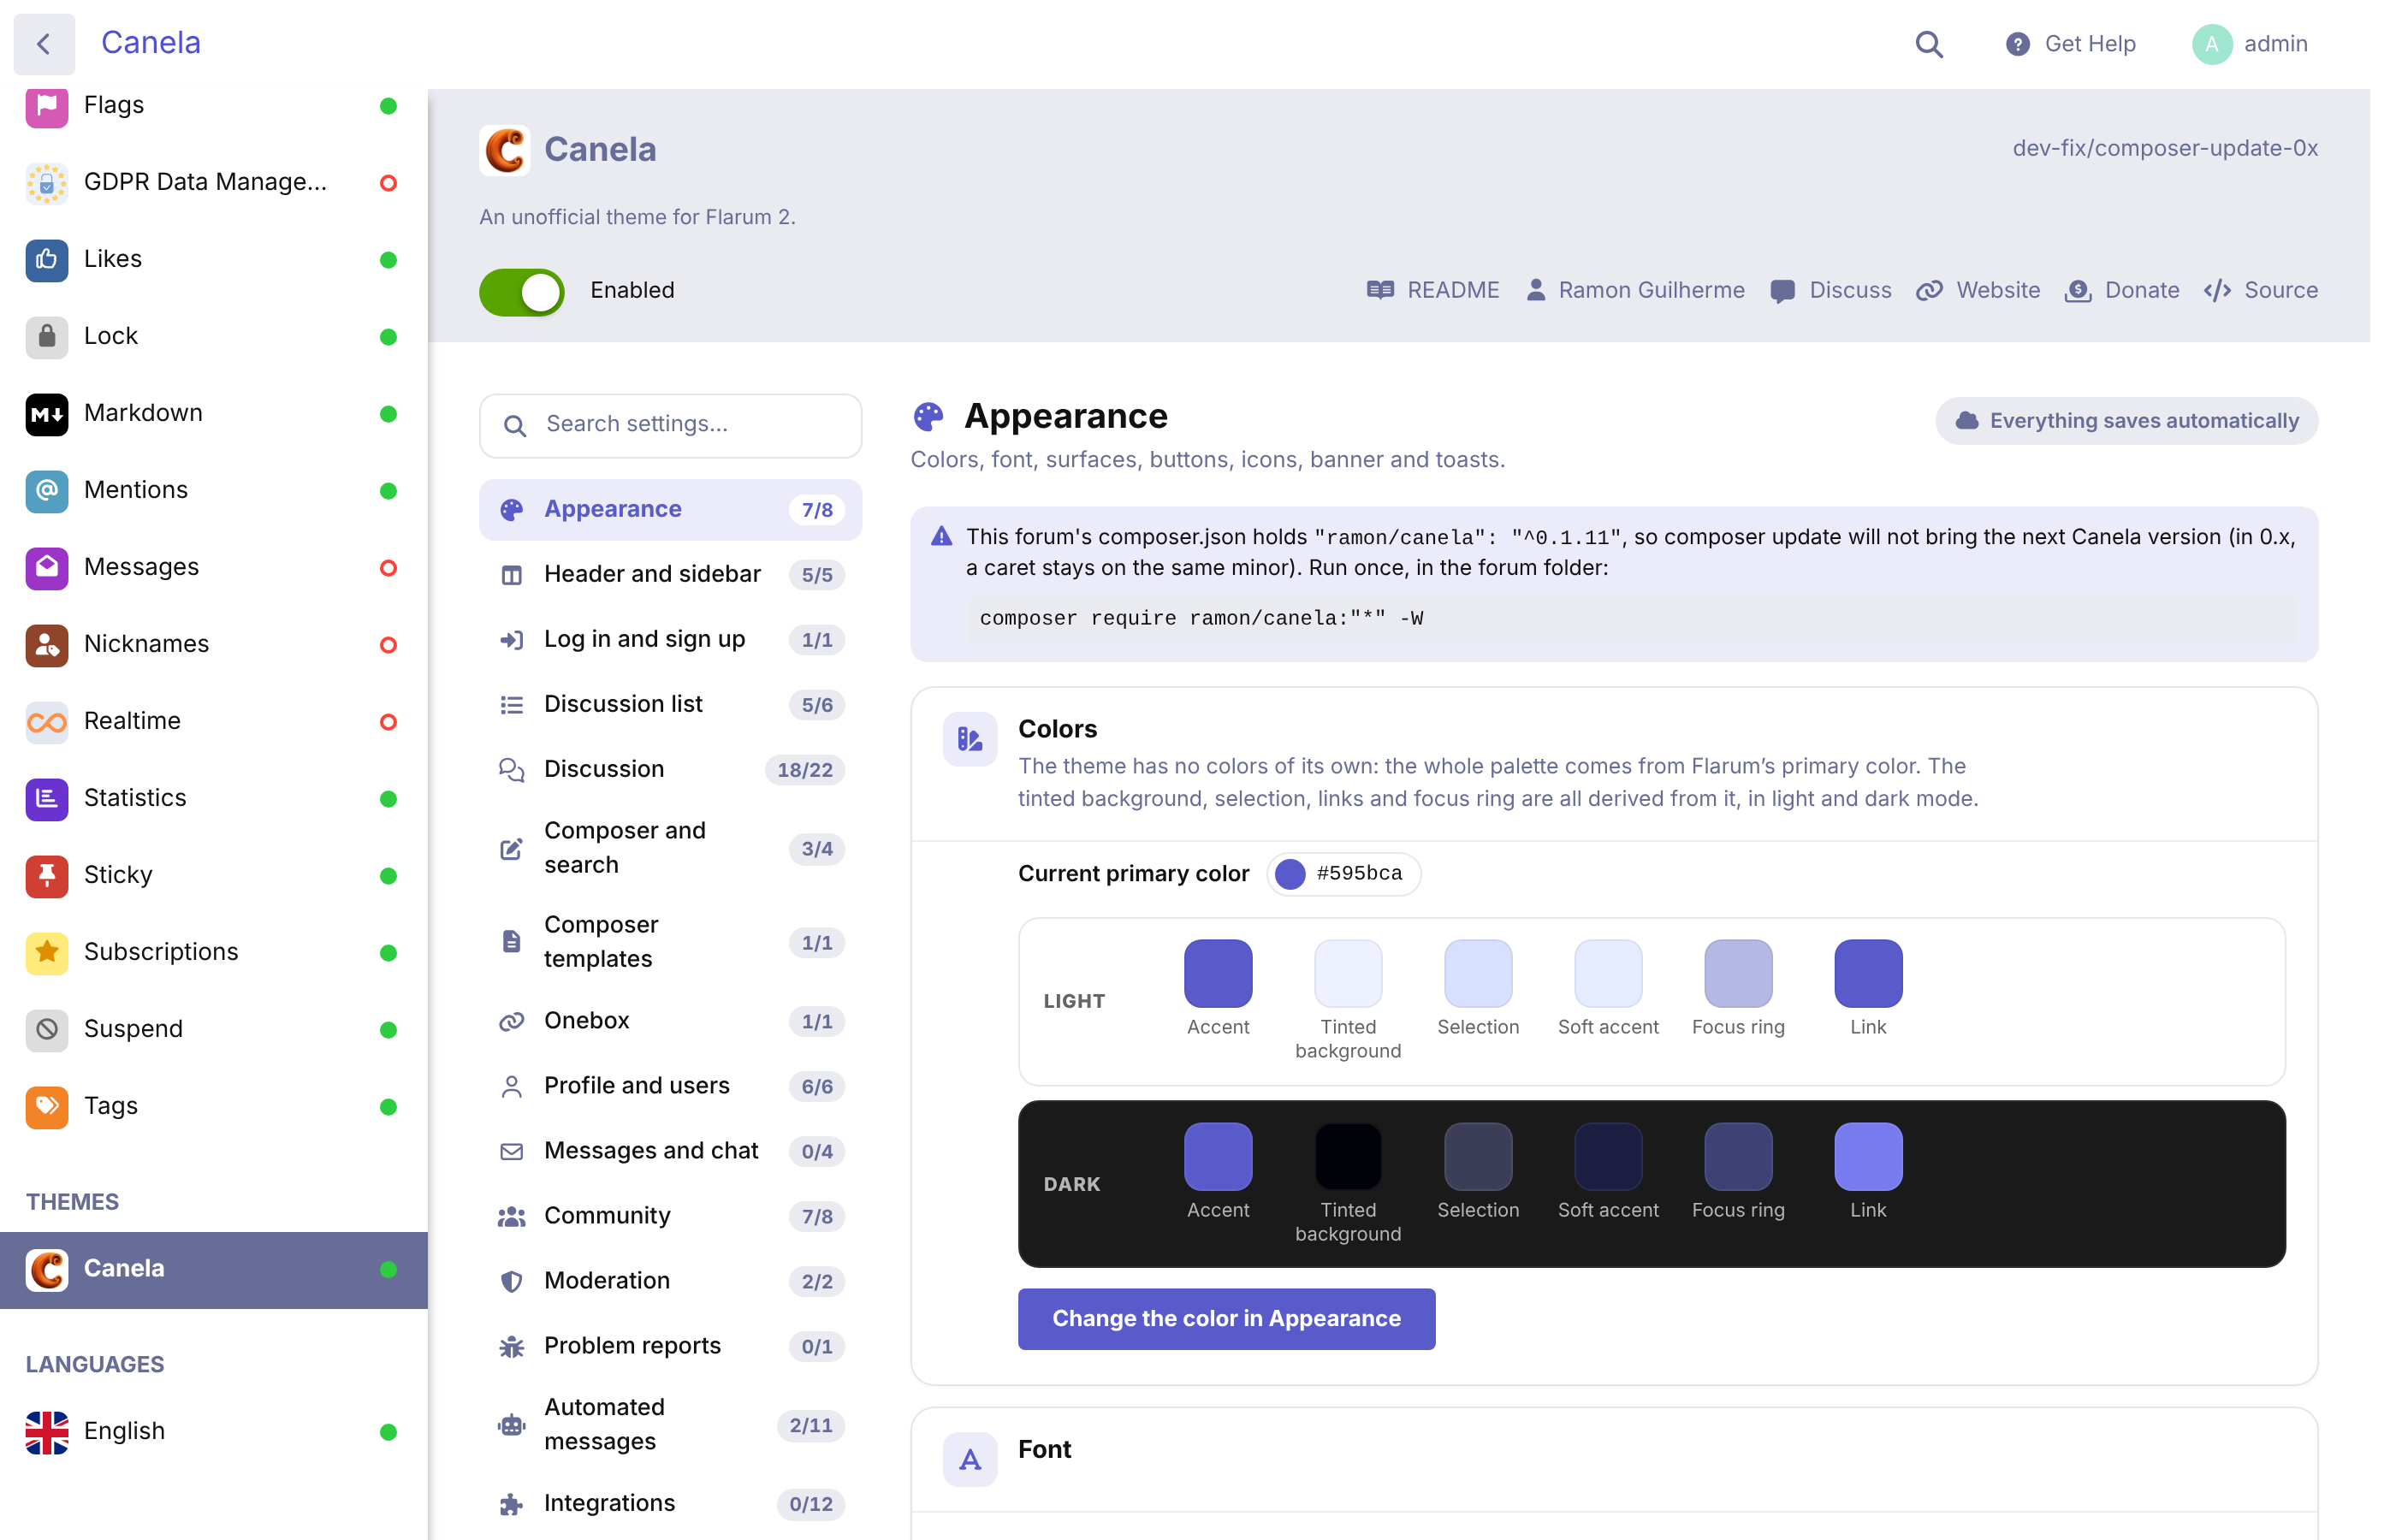 Canela
Get Help
A
admin
Flags
GDPR Data Manage...
Likes
Lock
Markdown
Mentions
Messages
Nicknames
Realtime
Statistics
Sticky
Subscriptions
Suspend
Tags
THEMES
Canela
LANGUAGES
English
Canela
dev-fix/composer-update-0x
An unofficial theme for Flarum 2.
Enabled
README
Ramon Guilherme
Discuss
Website
Donate
Source
Search settings...
Appearance 7/8
Header and sidebar 5/5
Log in and sign up 1/1
Discussion list 5/6
Discussion 18/22
Composer and
search 3/4
Composer
templates 1/1
Onebox 1/1
Profile and users 6/6
Messages and chat 0/4
Community 7/8
Moderation 2/2
Problem reports 0/1
Automated
messages 2/11
Integrations 0/12
Appearance
Everything saves automatically
Colors, font, surfaces, buttons, icons, banner and toasts.
This forum's composer.json holds "ramon/canela": "^0.1.11", so composer update will not bring the next Canela version (in 0.x,
a caret stays on the same minor). Run once, in the forum folder:
composer require ramon/canela:"*" -W
Colors
The theme has no colors of its own: the whole palette comes from Flarum’s primary color. The
tinted background, selection, links and focus ring are all derived from it, in light and dark mode.
Current primary color #595bca
LIGHT
Accent
Tinted
background
Selection
Soft accent
Focus ring
Link
DARK
Accent
Tinted
background
Selection
Soft accent
Focus ring
Link
Change the color in Appearance
A
Font